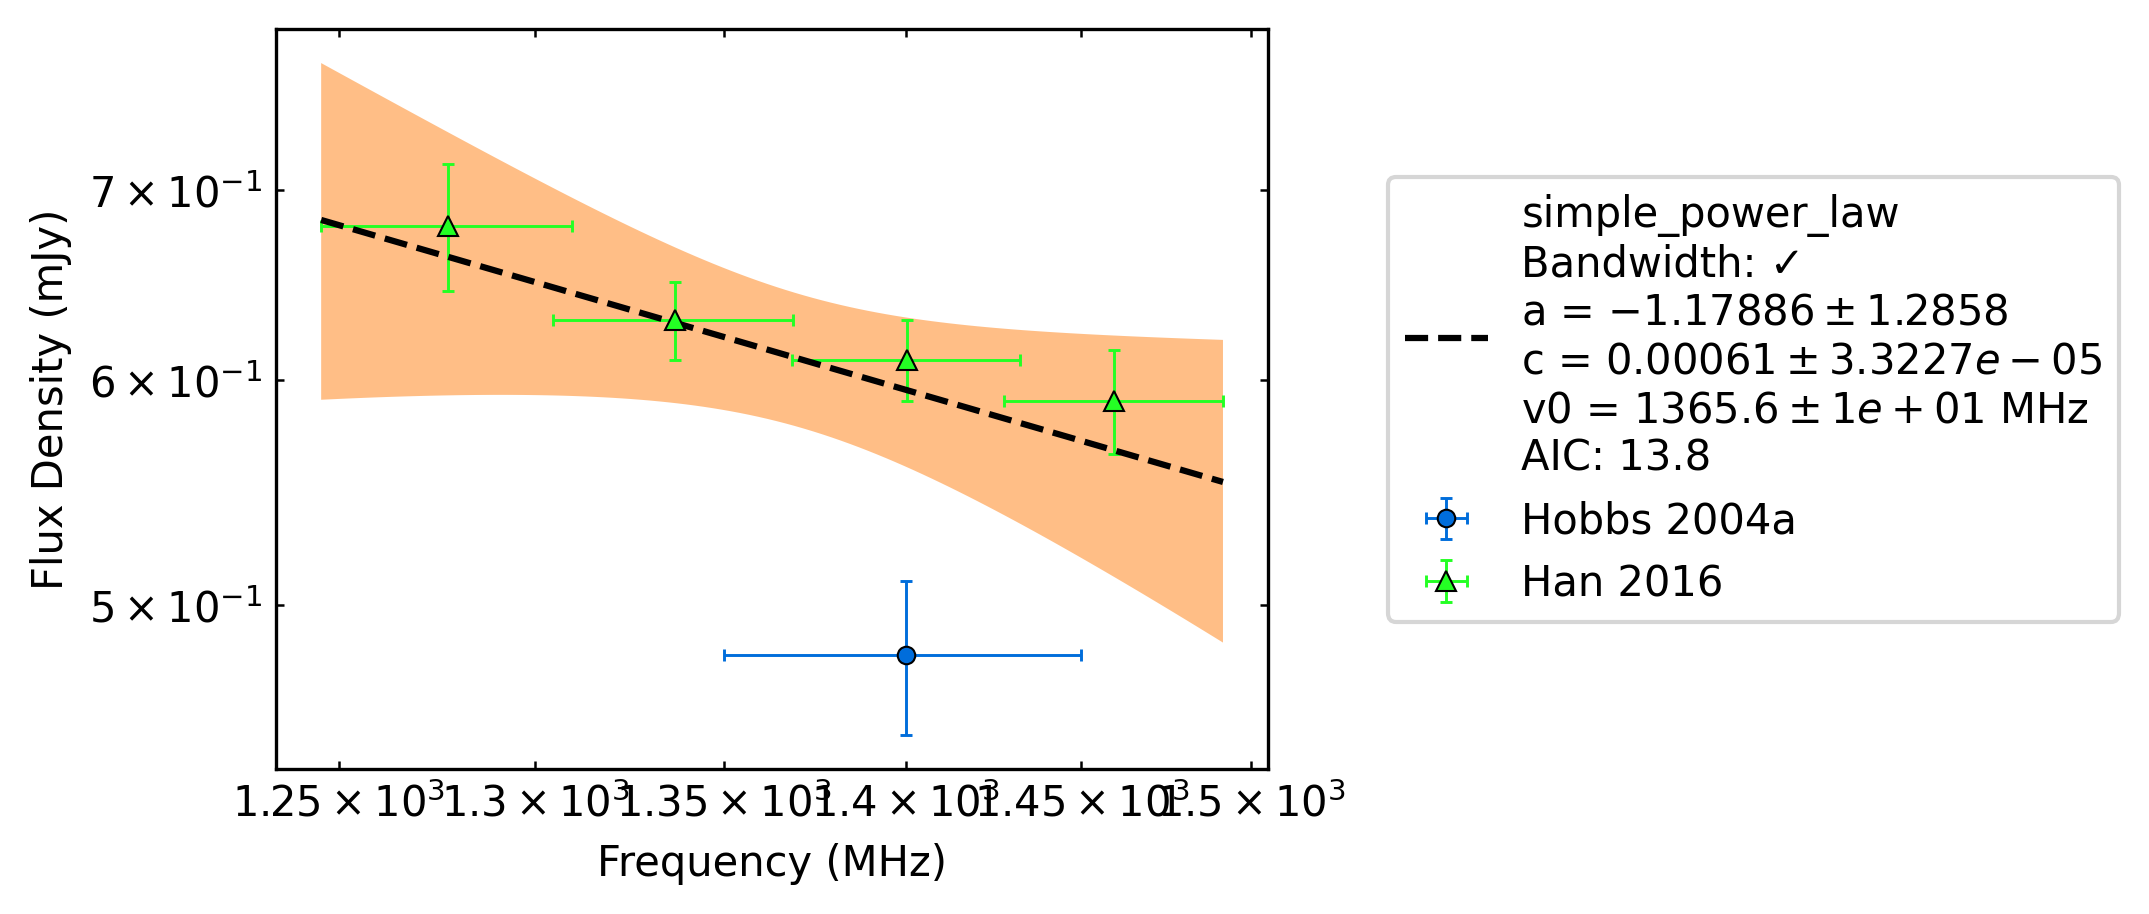 7 × 10⁻¹
6 × 10⁻¹
5 × 10⁻¹
Flux Density (mJy)
1.25 × 10³ 1.3 × 10³ 1.35 × 10³ 1.4 × 10³ 1.45 × 10³ 1.5 × 10³
Frequency (MHz)
simple_power_law
Bandwidth: ✓
a = −1.17886 ± 1.2858
c = 0.00061 ± 3.3227e − 05
v0 = 1365.6 ± 1e + 01 MHz
AIC: 13.8
Hobbs 2004a
Han 2016